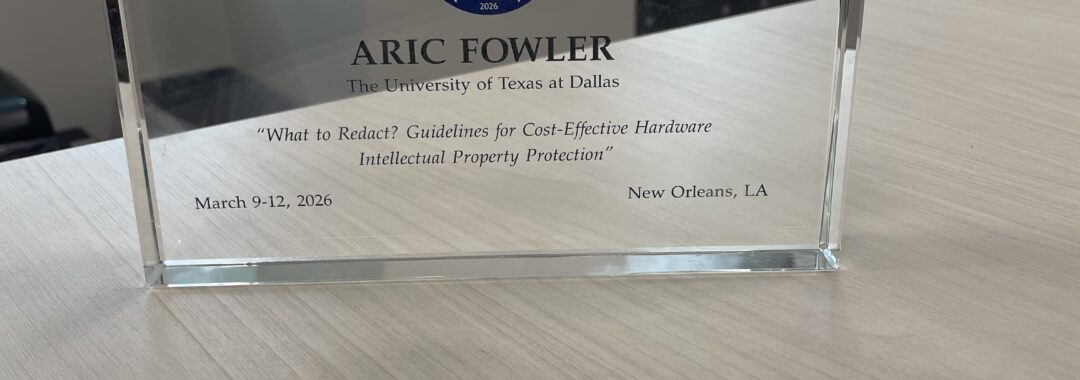 2026
ARIC FOWLER
The University of Texas at Dallas
“What to Redact? Guidelines for Cost-Effective Hardware
Intellectual Property Protection”
March 9-12, 2026
New Orleans, LA